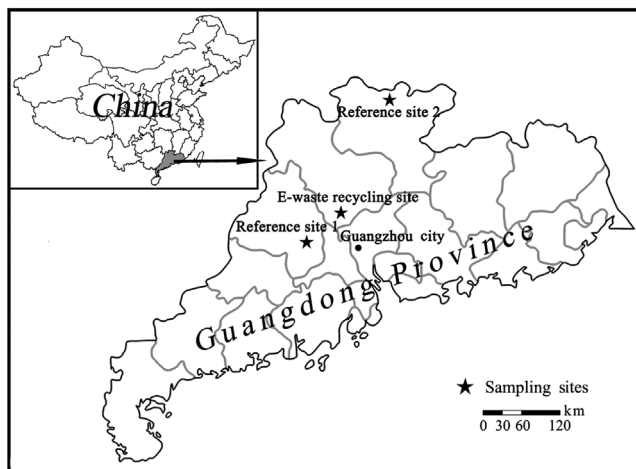 China
Reference site 2
E-waste recycling site
Reference site 1
Guangzhou city
Guangdong Province
★ Sampling sites
km
0 30 60 120